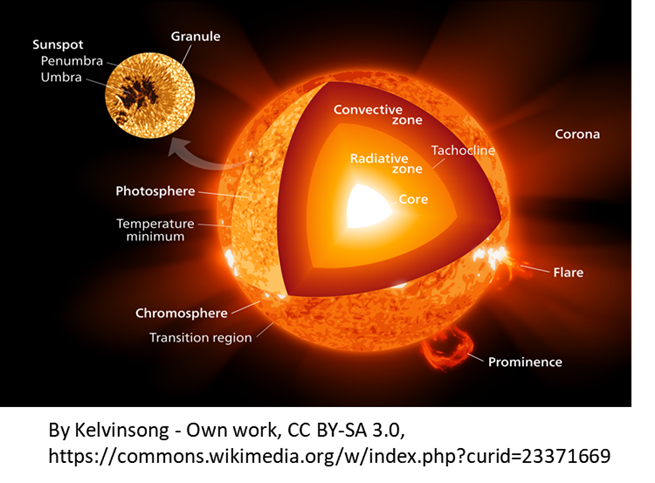 Sunspot
Penumbra
Umbra
Granule
Convective
zone
Corona
Tachocline
Radiative
zone
Core
Photosphere
Temperature
minimum
Flare
Chromosphere
Transition region
Prominence
By Kelvinsong - Own work, CC BY-SA 3.0,
https://commons.wikimedia.org/w/index.php?curid=23371669